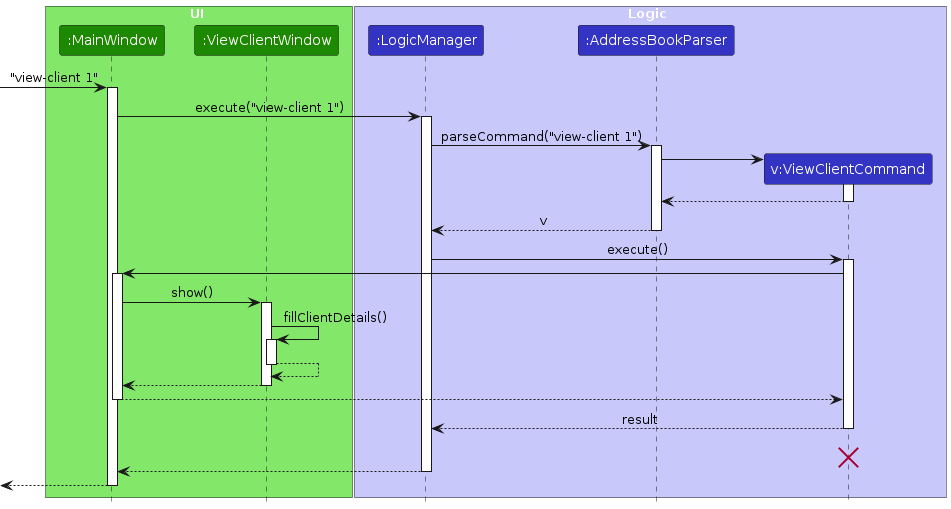 UI
Logic
:MainWindow
:ViewClientWindow
:LogicManager
:AddressBookParser
"view-client 1"
execute("view-client 1")
parseCommand("view-client 1")
v:ViewClientCommand
v
execute()
show()
fillClientDetails()
result